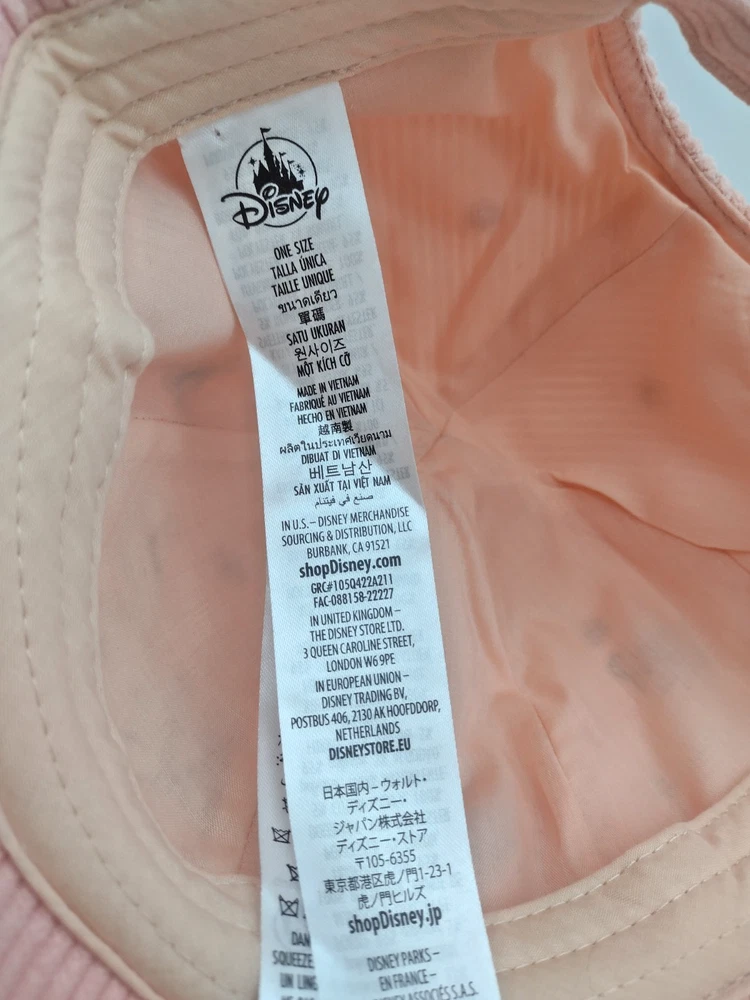 Disney
ONE SIZE
TALLA ÚNICA
TAILLE UNIQUE
ขนาดเดียว
單碼
SATU UKURAN
원사이즈
MỘT KÍCH CỠ
MADE IN VIETNAM
FABRIQUÉ AU VIETNAM
HECHO EN VIETNAM
越南製
ผลิตในประเทศเวียดนาม
DIBUAT DI VIETNAM
베트남산
SẢN XUẤT TẠI VIỆT NAM
صنع في فيتنام
IN U.S. – DISNEY MERCHANDISE
SOURCING & DISTRIBUTION, LLC
BURBANK, CA 91521
shopDisney.com
GRC#105Q422A211
FAC-088158-22227
IN UNITED KINGDOM –
THE DISNEY STORE LTD.
3 QUEEN CAROLINE STREET,
LONDON W6 9PE
IN EUROPEAN UNION –
DISNEY TRADING BV,
POSTBUS 406, 2130 AK HOOFDDORP,
NETHERLANDS
DISNEYSTORE.EU
日本国内 – ウォルト・
ディズニー・
ジャパン株式会社
ディズニー・ストア
〒105-6355
東京都港区虎ノ門1-23-1
虎ノ門ヒルズ
shopDisney.jp
DISNEY PARKS –
EN FRANCE –
DISNEY ASSOCIÉS S.A.S.
DAN
SQUEEZE
UN LING